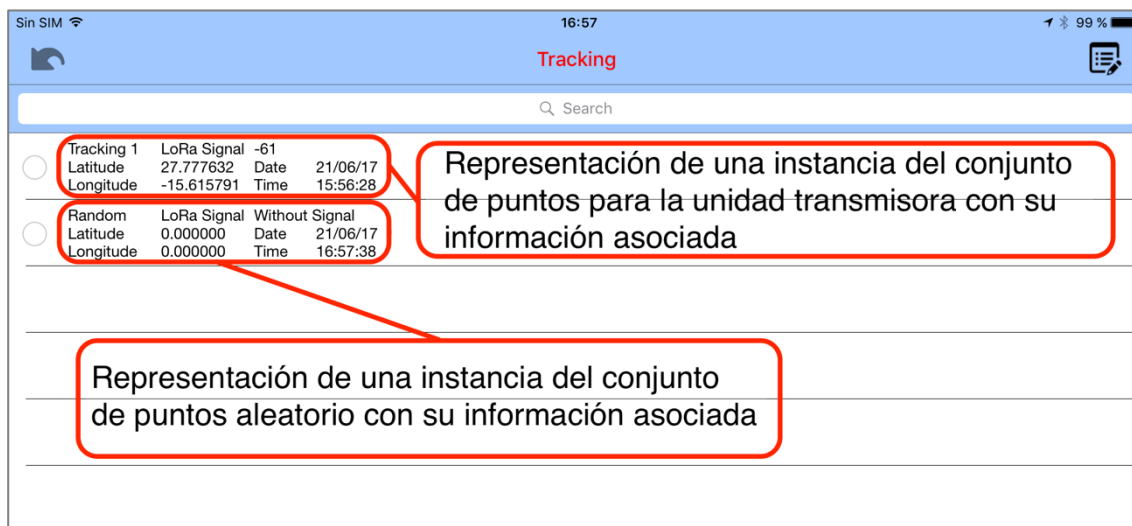 Sin SIM 16:57 99 %
Tracking
Search
Tracking 1 LoRa Signal -61
Latitude 27.777632 Date 21/06/17
Longitude -15.615791 Time 15:56:28
Representación de una instancia del conjunto
de puntos para la unidad transmisora con su
información asociada
Random LoRa Signal Without Signal
Latitude 0.000000 Date 21/06/17
Longitude 0.000000 Time 16:57:38
Representación de una instancia del conjunto
de puntos aleatorio con su información asociada